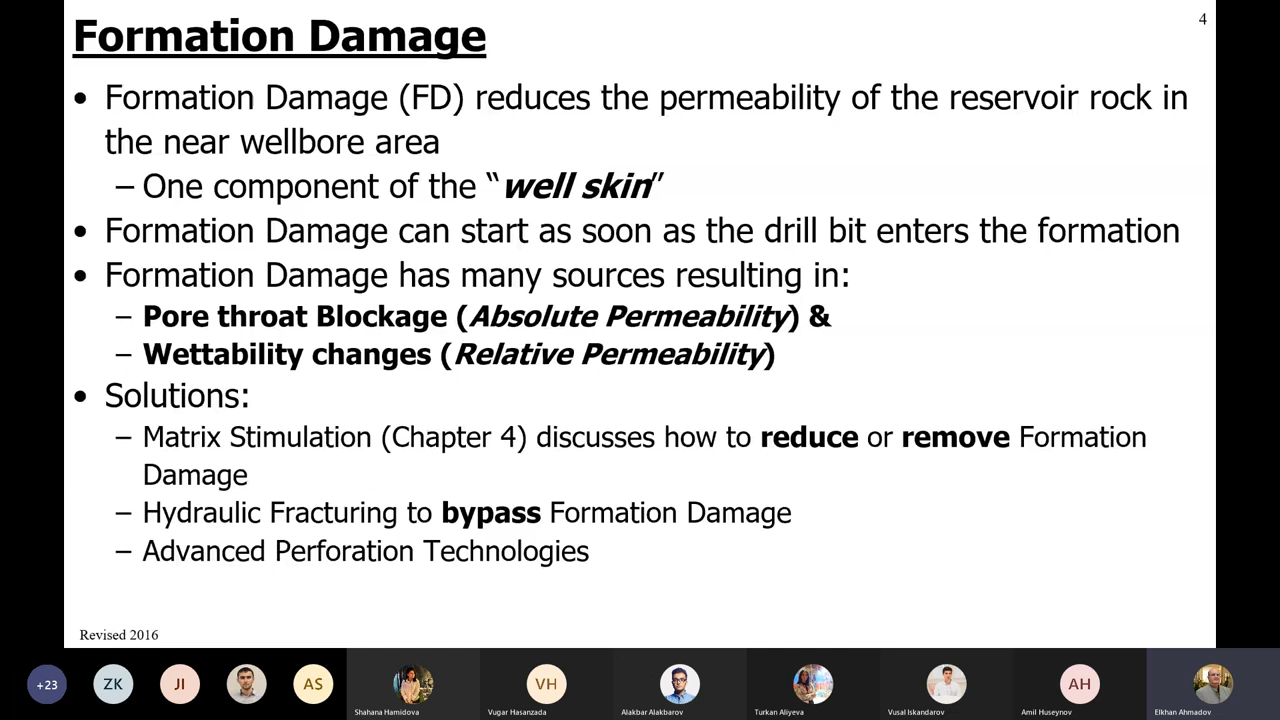 Formation Damage
4
• Formation Damage (FD) reduces the permeability of the reservoir rock in
the near wellbore area
– One component of the “well skin”
• Formation Damage can start as soon as the drill bit enters the formation
• Formation Damage has many sources resulting in:
– Pore throat Blockage (Absolute Permeability) &
– Wettability changes (Relative Permeability)
• Solutions:
– Matrix Stimulation (Chapter 4) discusses how to reduce or remove Formation
Damage
– Hydraulic Fracturing to bypass Formation Damage
– Advanced Perforation Technologies
Revised 2016
+23 ZK JI AS VH AH
Shahana Hamidova Vugar Hasanzada Alakbar Alakbarov Turkan Aliyeva Vusal Iskandarov Amil Huseynov Elkhan Ahmadov